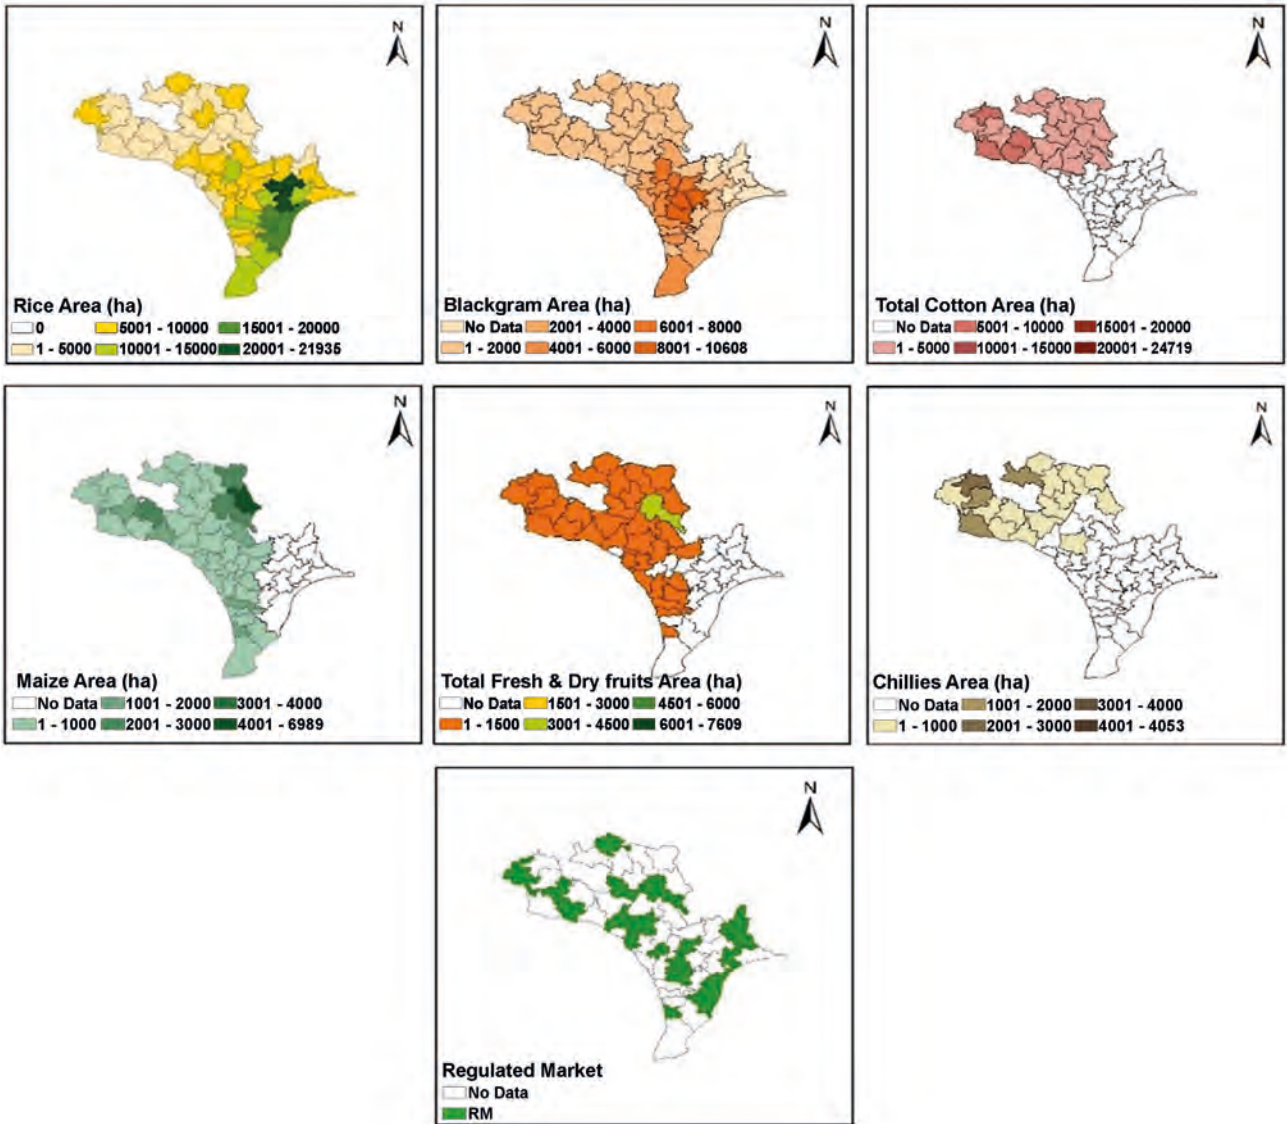 N
Rice Area (ha)
0 5001 - 10000 15001 - 20000
1 - 5000 10001 - 15000 20001 - 21935
N
Blackgram Area (ha)
No Data 2001 - 4000 6001 - 8000
1 - 2000 4001 - 6000 8001 - 10608
N
Total Cotton Area (ha)
No Data 5001 - 10000 15001 - 20000
1 - 5000 10001 - 15000 20001 - 24719
N
Maize Area (ha)
No Data 1001 - 2000 3001 - 4000
1 - 1000 2001 - 3000 4001 - 6989
N
Total Fresh & Dry fruits Area (ha)
No Data 1501 - 3000 4501 - 6000
1 - 1500 3001 - 4500 6001 - 7609
N
Chillies Area (ha)
No Data 1001 - 2000 3001 - 4000
1 - 1000 2001 - 3000 4001 - 4053
N
Regulated Market
No Data
RM